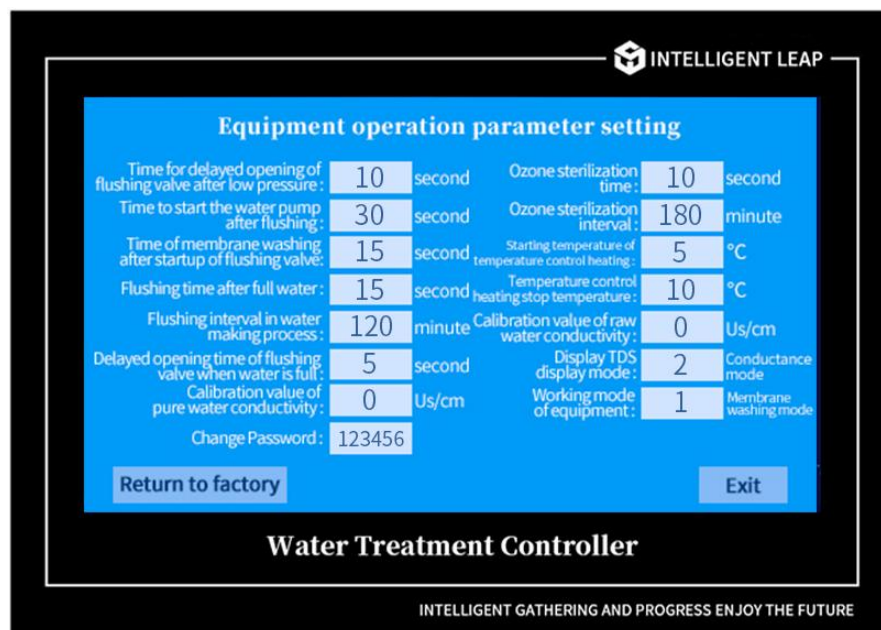 INTELLIGENT LEAP
Equipment operation parameter setting
Time for delayed opening of
flushing valve after low pressure: 10 second
Time to start the water pump
after flushing: 30 second
Time of membrane washing
after startup of flushing valve: 15 second
Flushing time after full water: 15 second
Flushing interval in water
making process: 120 minute
Delayed opening time of flushing
valve when water is full: 5 second
Calibration value of
pure water conductivity: 0 Us/cm
Change Password: 123456
Ozone sterilization
time: 10 second
Ozone sterilization
interval: 180 minute
Starting temperature of
temperature control heating: 5 °C
Temperature control
heating stop temperature: 10 °C
Calibration value of raw
water conductivity: 0 Us/cm
Display TDS
display mode: 2 Conductance
mode
Working mode
of equipment: 1 Membrane
washing mode
Return to factory
Exit
Water Treatment Controller
INTELLIGENT GATHERING AND PROGRESS ENJOY THE FUTURE